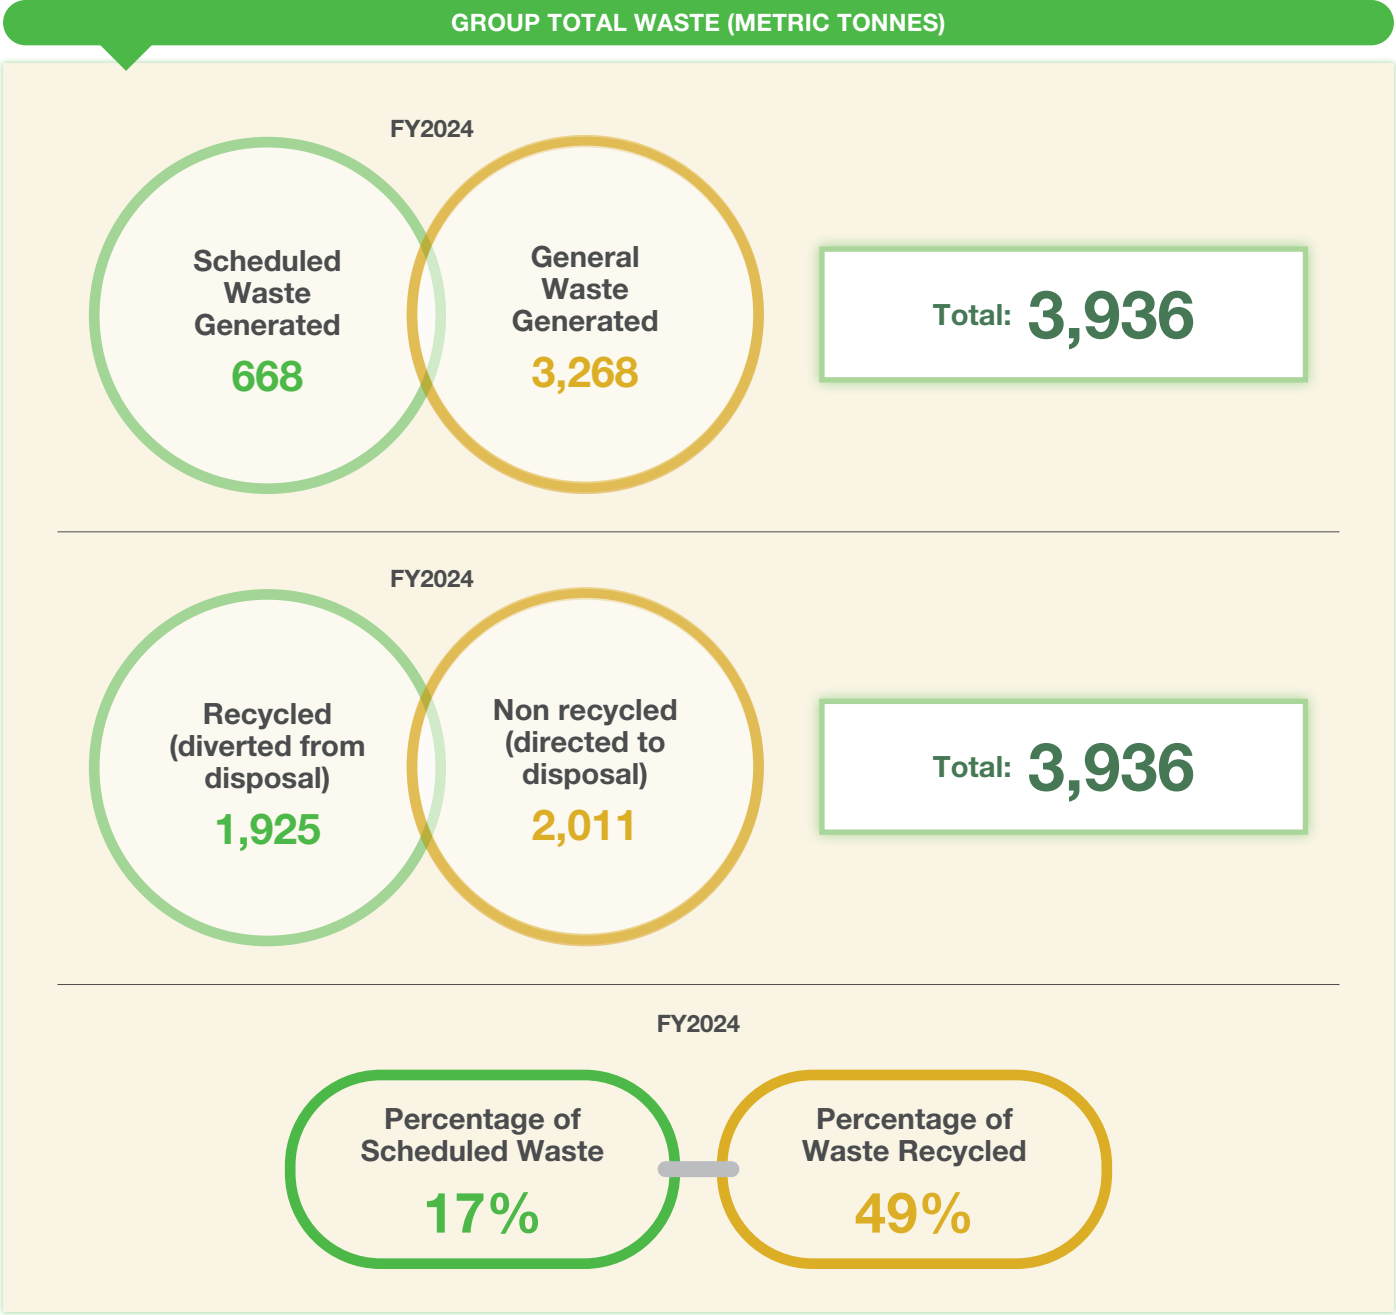 GROUP TOTAL WASTE (METRIC TONNES)
FY2024
Scheduled
Waste
Generated
668
General
Waste
Generated
3,268
Total: 3,936
FY2024
Recycled
(diverted from
disposal)
1,925
Non recycled
(directed to
disposal)
2,011
Total: 3,936
FY2024
Percentage of
Scheduled Waste
17%
Percentage of
Waste Recycled
49%